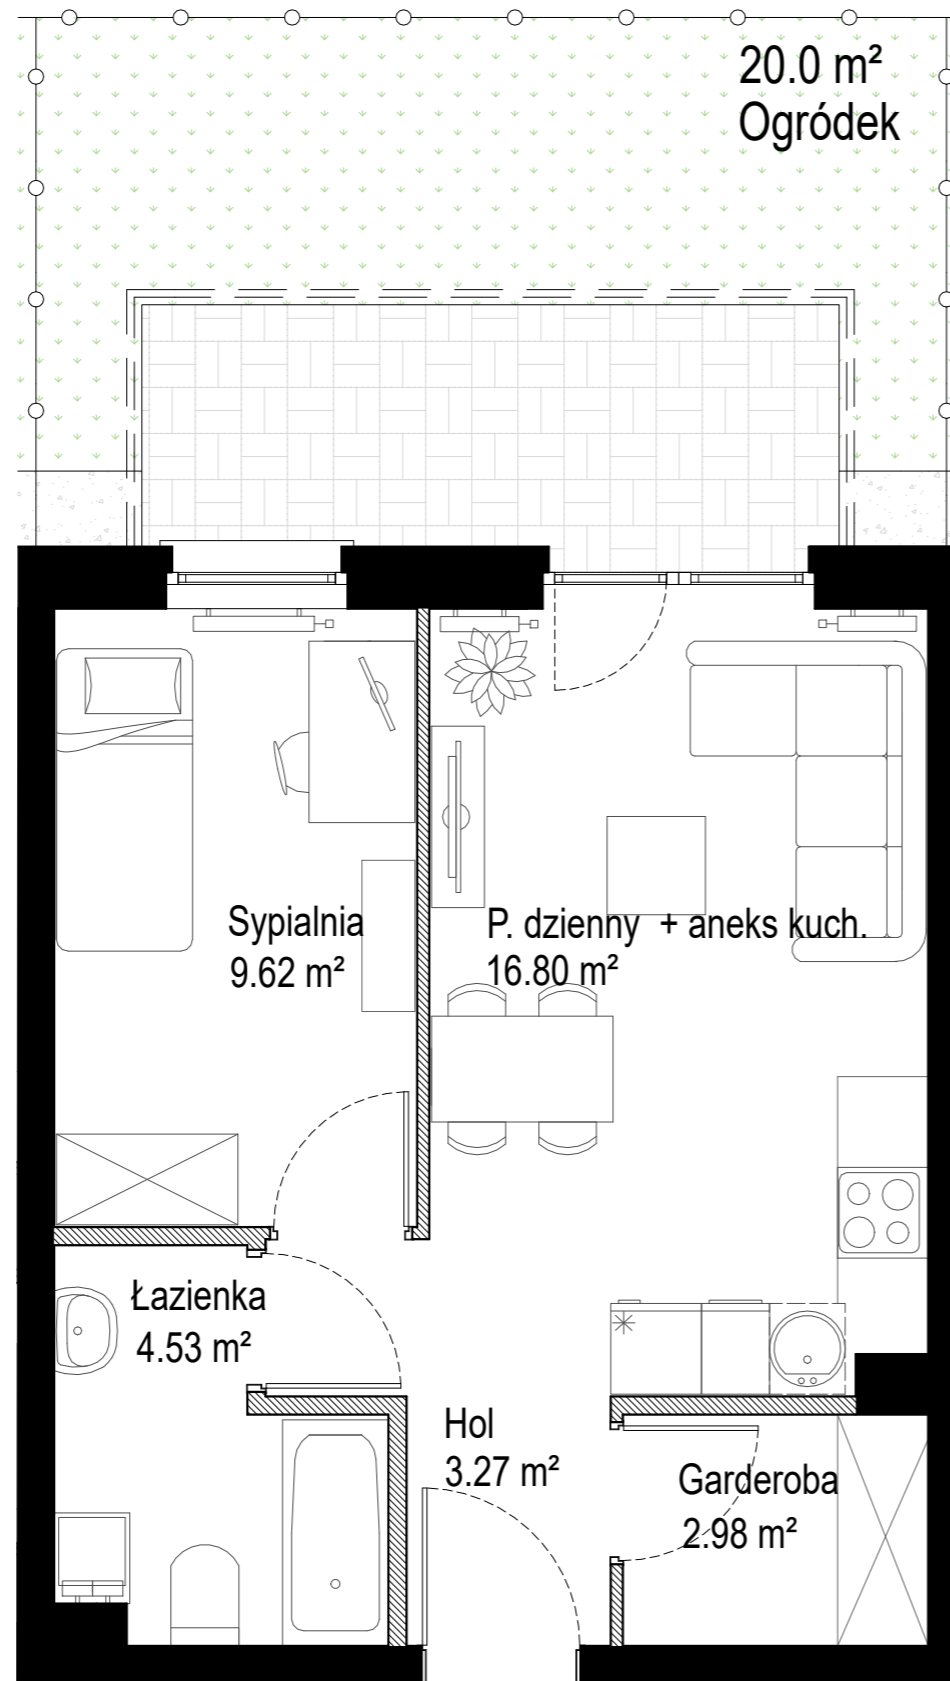 20.0 m²
Ogródek
Sypialnia
9.62 m²
P. dzienny + aneks kuch.
16.80 m²
Łazienka
4.53 m²
Hol
3.27 m²
Garderoba
2.98 m²